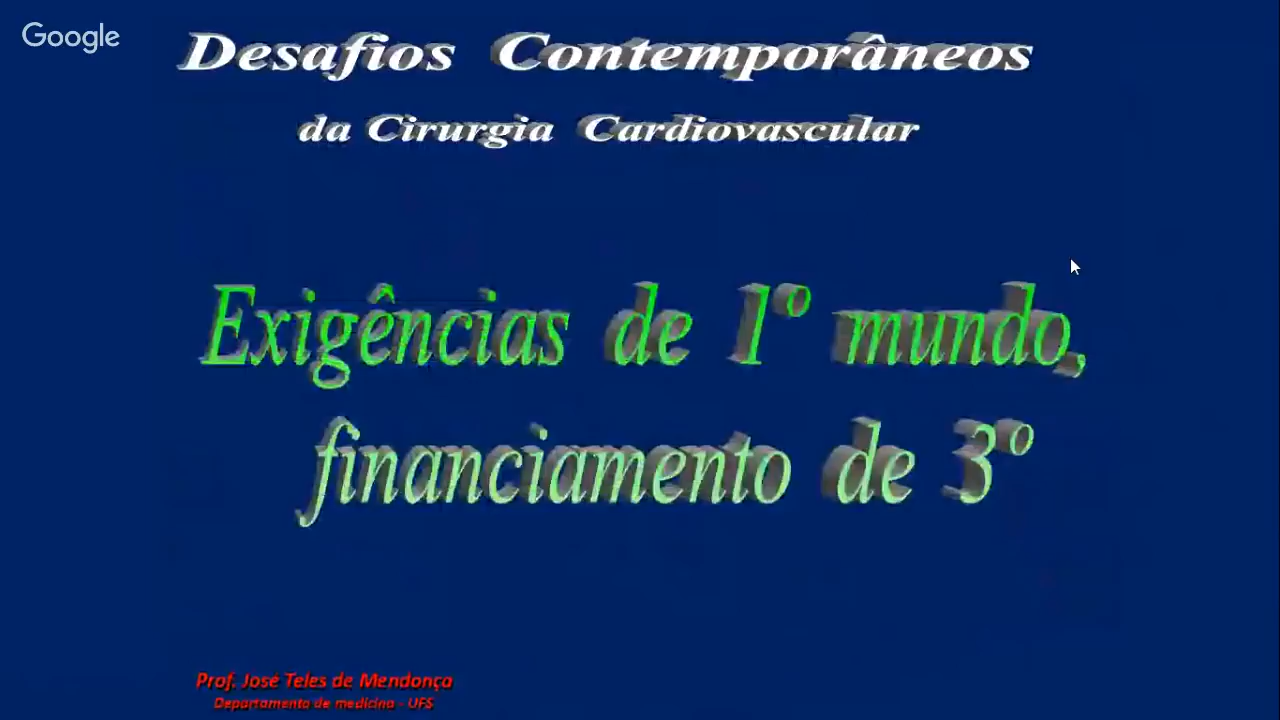 Google
Desafios Contemporâneos
da Cirurgia Cardiovascular
Exigências de 1º mundo,
financiamento de 3º
Prof. José Teles de Mendonça
Departamento de medicina - UFS